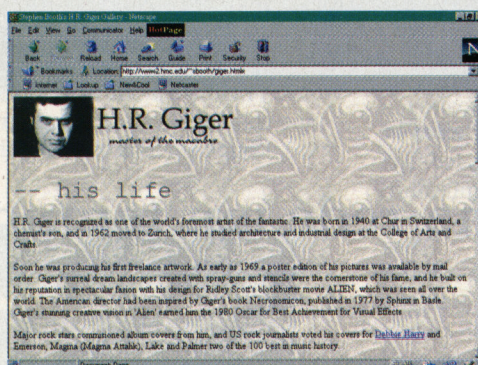 Stephen Booth's H.R. Giger Gallery - Netscape
File Edit View Go Communicator Help HotPage
Back Reload Home Search Guide Print Security Stop
N
Bookmarks Location: http://www2.hmc.edu/~sbooth/giger.html
Internet Lookup New&Cool Netcaster
H.R. Giger
master of the macabre
-- his life
H.R. Giger is recognized as one of the world's foremost artist of the fantastic. He was born in 1940 at Chur in Switzerland, a
chemist's son, and in 1962 moved to Zurich, where he studied architecture and industrial design at the College of Arts and
Crafts.
Soon he was producing his first freelance artwork. As early as 1969 a poster edition of his pictures was available by mail
order. Giger's surreal dream landscapes created with spray-guns and stencils were the cornerstone of his fame, and he built on
his reputation in spectacular fasion with his design for Ridley Scott's blockbuster movie ALIEN, which was seen all over the
world. The American director had been inspired by Giger's book Necronomicon, published in 1977 by Sphinx in Basle.
Giger's stunning creative vision in 'Alien' earned him the 1980 Oscar for Best Achievement for Visual Effects
Major rock stars commisioned album covers from him, and US rock journalists voted his covers for Debbie Harry and
Emerson, Magma (Magma Attahk), Lake and Palmer two of the 100 best in music history.